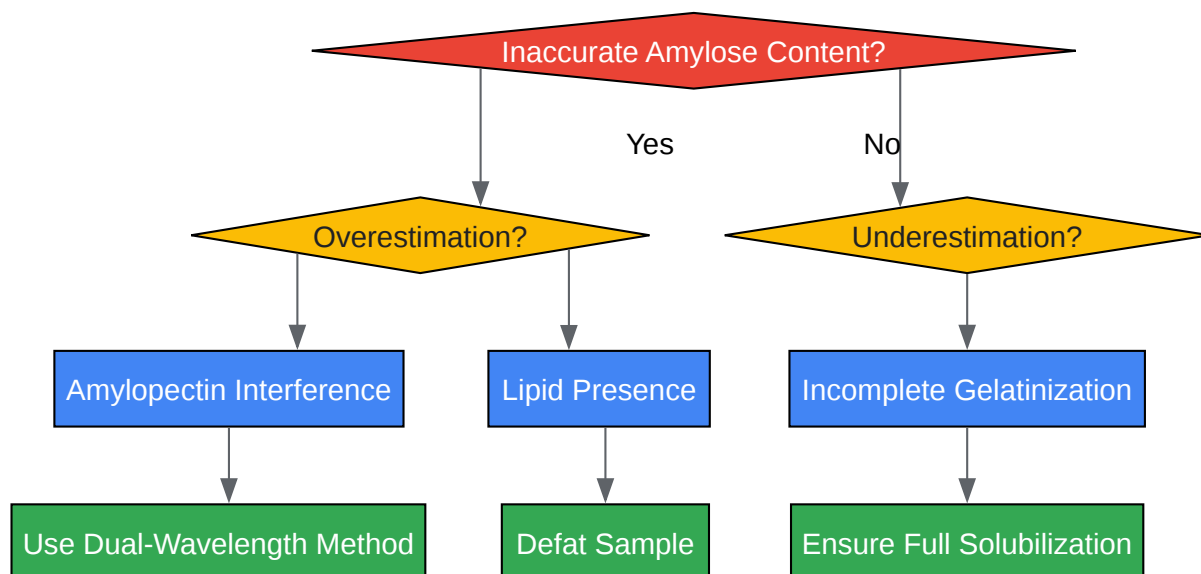 Inaccurate Amylose Content?
Yes
No
Overestimation?
Underestimation?
Amylopectin Interference
Lipid Presence
Incomplete Gelatinization
Use Dual-Wavelength Method
Defat Sample
Ensure Full Solubilization